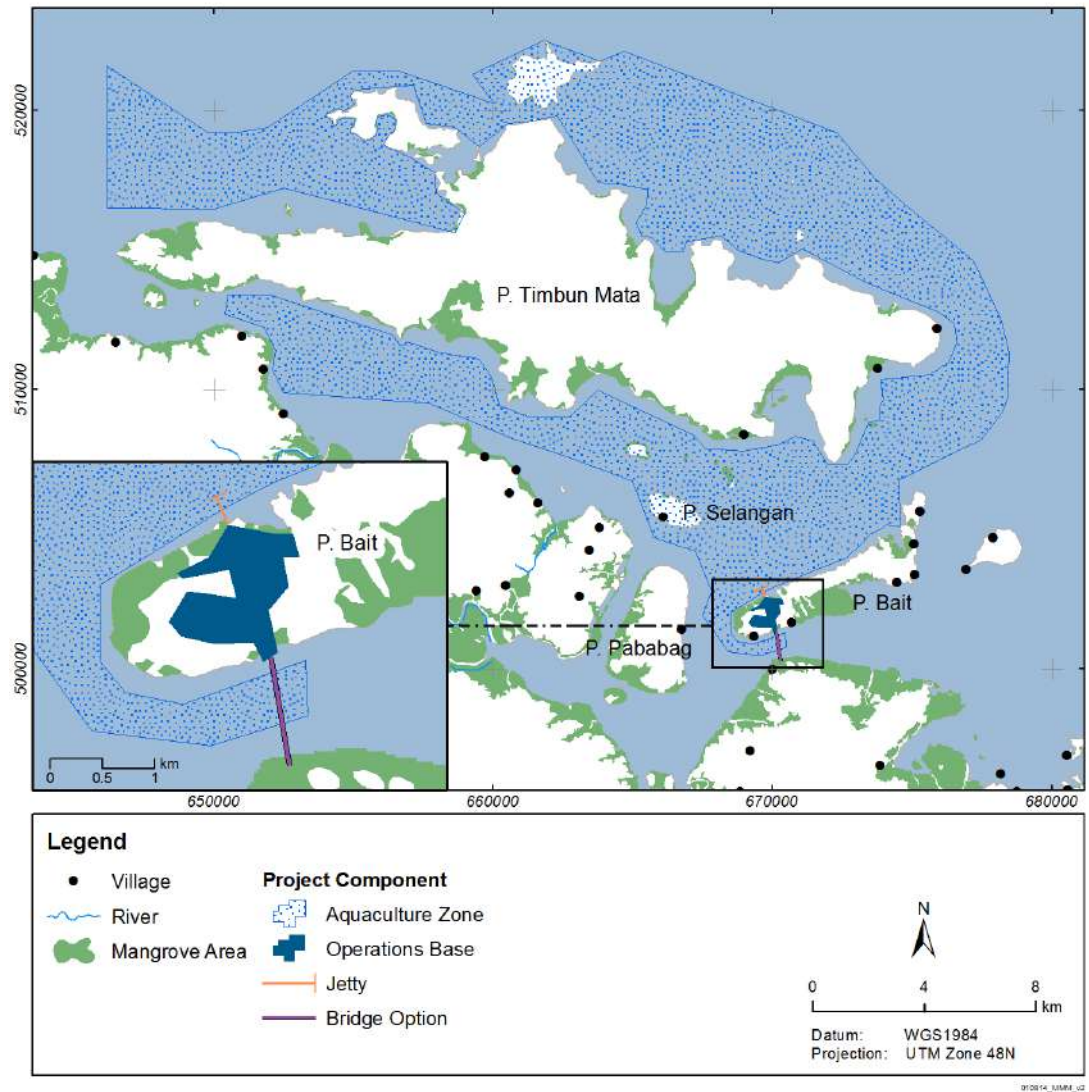 520000
510000
500000
P. Timbun Mata
P. Selangan
P. Bait
P. Pababag
P. Bait
0 0.5 1 km
650000 660000 670000 680000
Legend
Village
River
Mangrove Area
Project Component
Aquaculture Zone
Operations Base
Jetty
Bridge Option
N
0 4 8
km
Datum: WGS1984
Projection: UTM Zone 48N